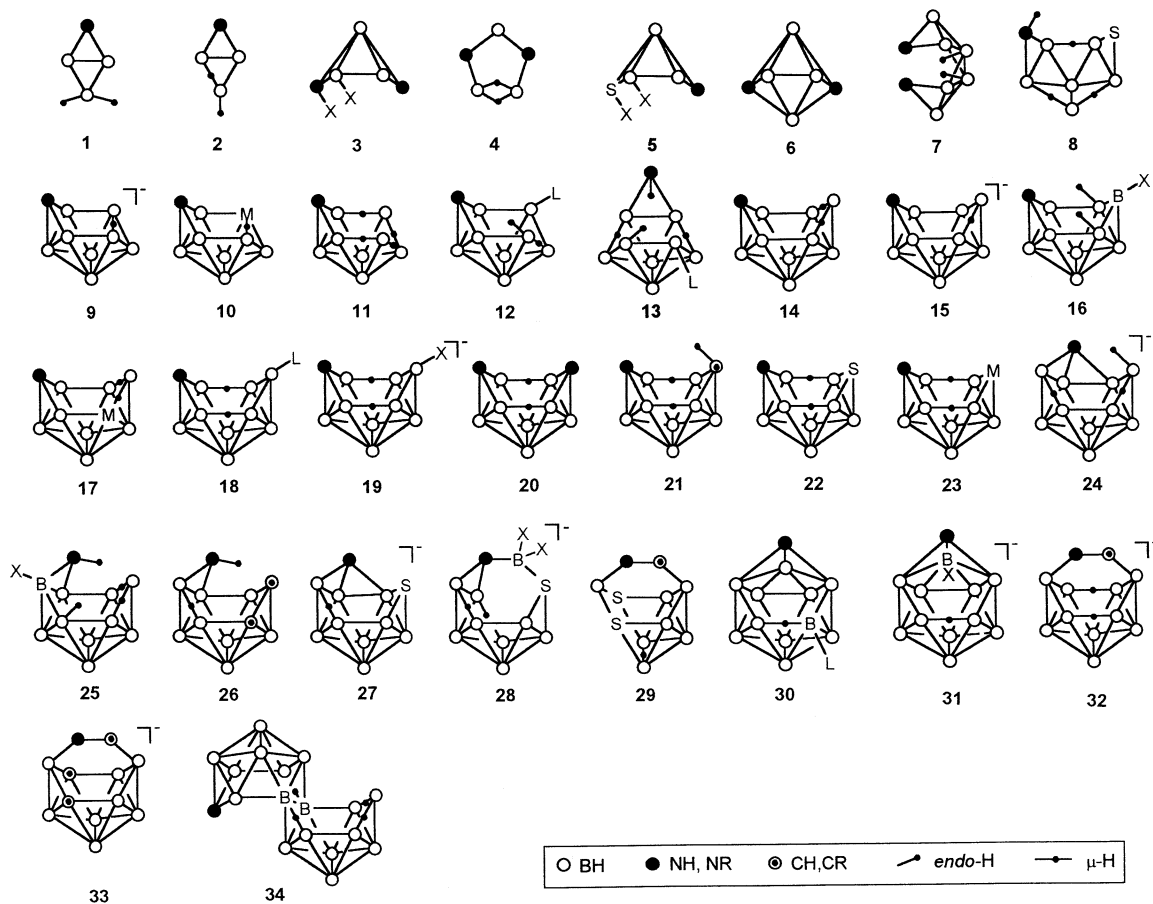 S
1 2 3 4 5 6 7 8
X X
S X X
⌐-
M
L
L
⌐-
B X
9 10 11 12 13 14 15 16
M
L
X ⌐-
S
M
⌐-
17 18 19 20 21 22 23 24
X B
⌐-
S
X X B ⌐-
S
S
S
B
L
B
X
⌐-
⌐-
25 26 27 28 29 30 31 32
⌐-
B B
33 34
BH NH, NR CH,CR endo-H μ-H